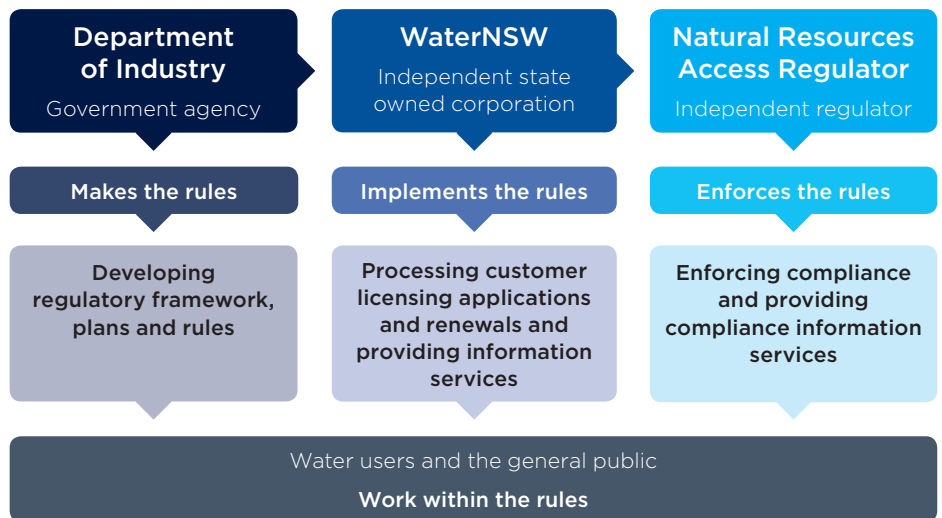 Department
of Industry
Government agency
WaterNSW
Independent state
owned corporation
Natural Resources
Access Regulator
Independent regulator
Makes the rules
Implements the rules
Enforces the rules
Developing
regulatory framework,
plans and rules
Processing customer
licensing applications
and renewals and
providing information
services
Enforcing compliance
and providing
compliance information
services
Water users and the general public
Work within the rules